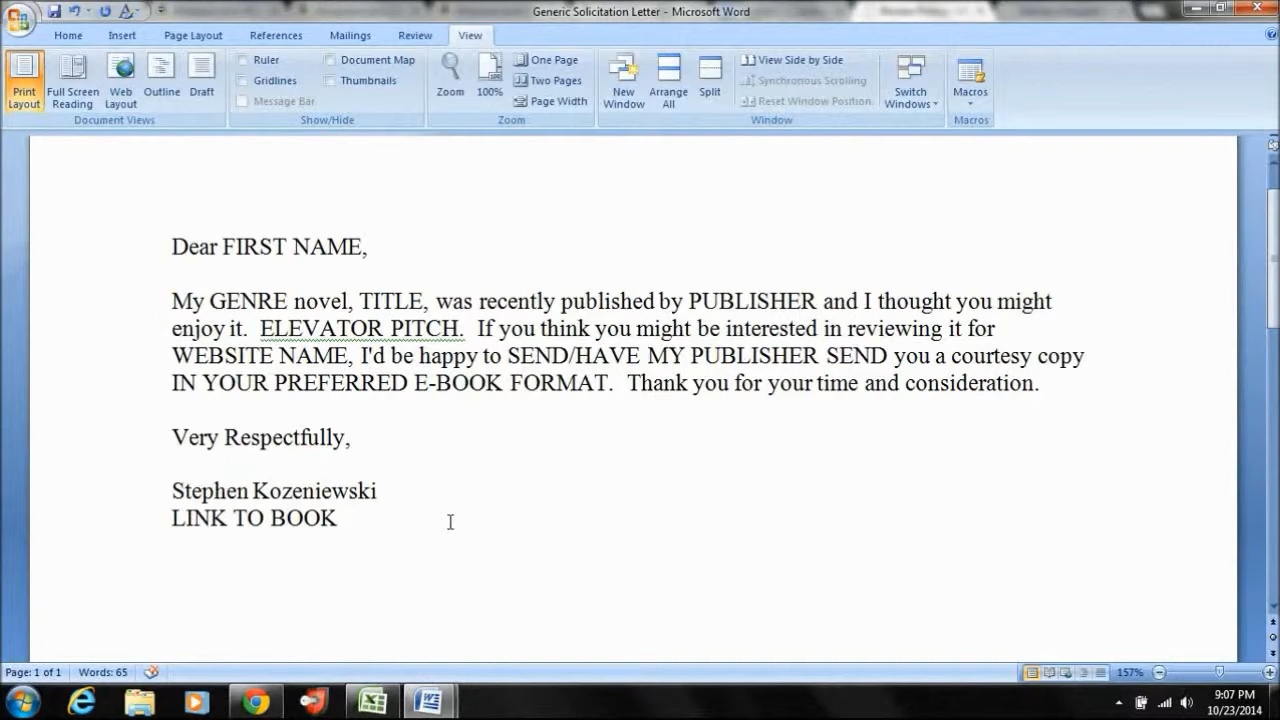 Generic Solicitation Letter - Microsoft Word
Home Insert Page Layout References Mailings Review View
Print Layout
Full Screen Reading
Web Layout
Outline
Draft
Document Views
Ruler
Gridlines
Message Bar
Document Map
Thumbnails
Show/Hide
Zoom
100%
One Page
Two Pages
Page Width
Zoom
New Window
Arrange All
Split
View Side by Side
Synchronous Scrolling
Reset Window Position
Window
Switch Windows
Macros
Macros
Dear FIRST NAME,
My GENRE novel, TITLE, was recently published by PUBLISHER and I thought you might
enjoy it.  ELEVATOR PITCH.  If you think you might be interested in reviewing it for
WEBSITE NAME, I'd be happy to SEND/HAVE MY PUBLISHER SEND you a courtesy copy
IN YOUR PREFERRED E-BOOK FORMAT.  Thank you for your time and consideration.
Very Respectfully,
Stephen Kozeniewski
LINK TO BOOK
Page: 1 of 1 Words: 65 157%
9:07 PM
10/23/2014